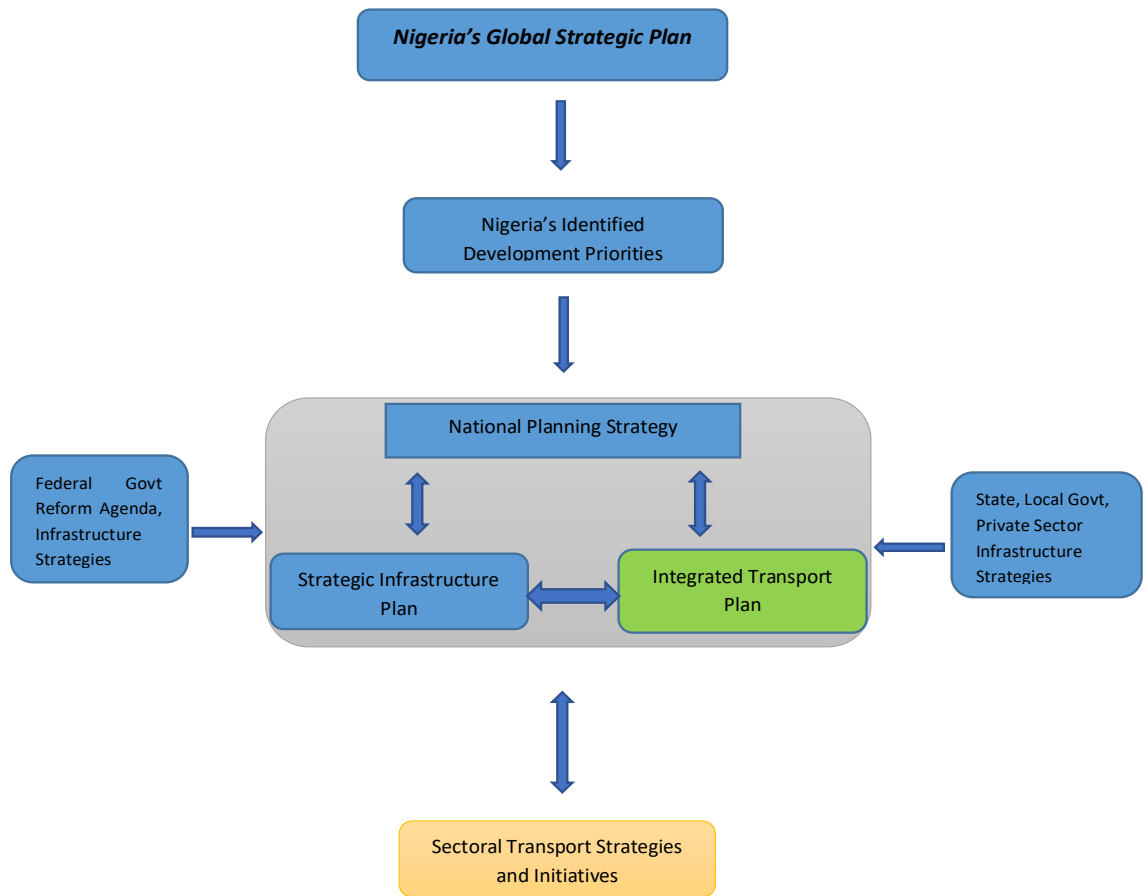 Nigeria’s Global Strategic Plan
Nigeria’s Identified
Development Priorities
National Planning Strategy
Federal Govt
Reform Agenda,
Infrastructure
Strategies
State, Local Govt,
Private Sector
Infrastructure
Strategies
Strategic Infrastructure
Plan
Integrated Transport
Plan
Sectoral Transport Strategies
and Initiatives